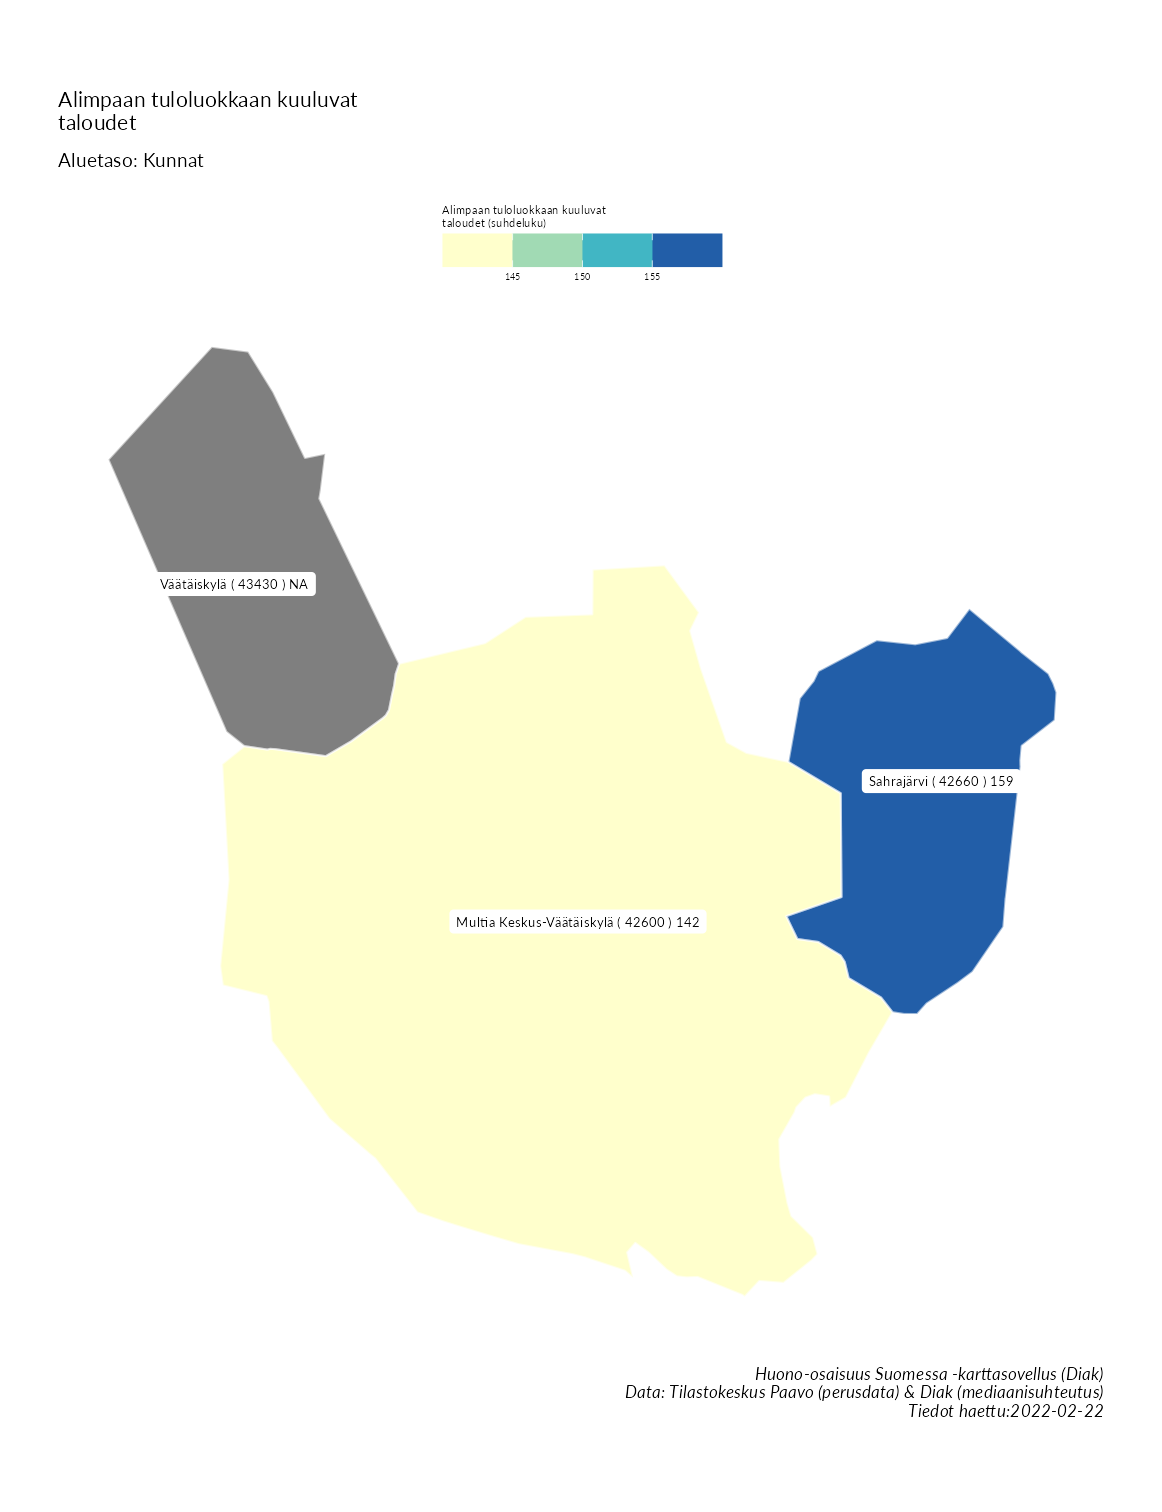 Alimpaan tuloluokkaan kuuluvat
taloudet
Aluetaso: Kunnat
Alimpaan tuloluokkaan kuuluvat
taloudet (suhdeluku)
145 150 155
Väätäiskylä ( 43430 ) NA
Sahrajärvi ( 42660 ) 159
Multia Keskus-Väätäiskylä ( 42600 ) 142
Huono-osaisuus Suomessa -karttasovellus (Diak)
Data: Tilastokeskus Paavo (perusdata) & Diak (mediaanisuhteutus)
Tiedot haettu:2022-02-22